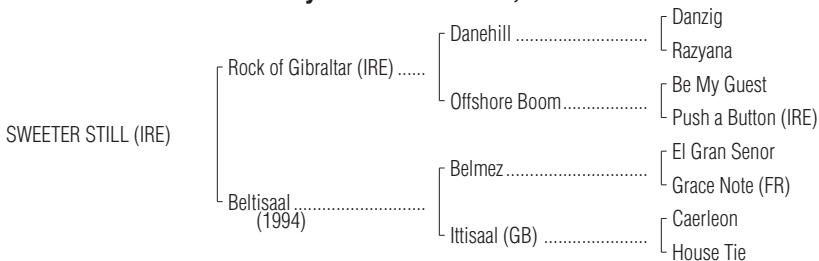 Danzig
Danehill ........................
Razyana
Rock of Gibraltar (IRE) ......
Be My Guest
Offshore Boom..................
Push a Button (IRE)
SWEETER STILL (IRE)
El Gran Senor
Belmez..............................
Grace Note (FR)
Beltisaal ............................
(1994)
Caerleon
Ittisaal (GB) ......................
House Tie